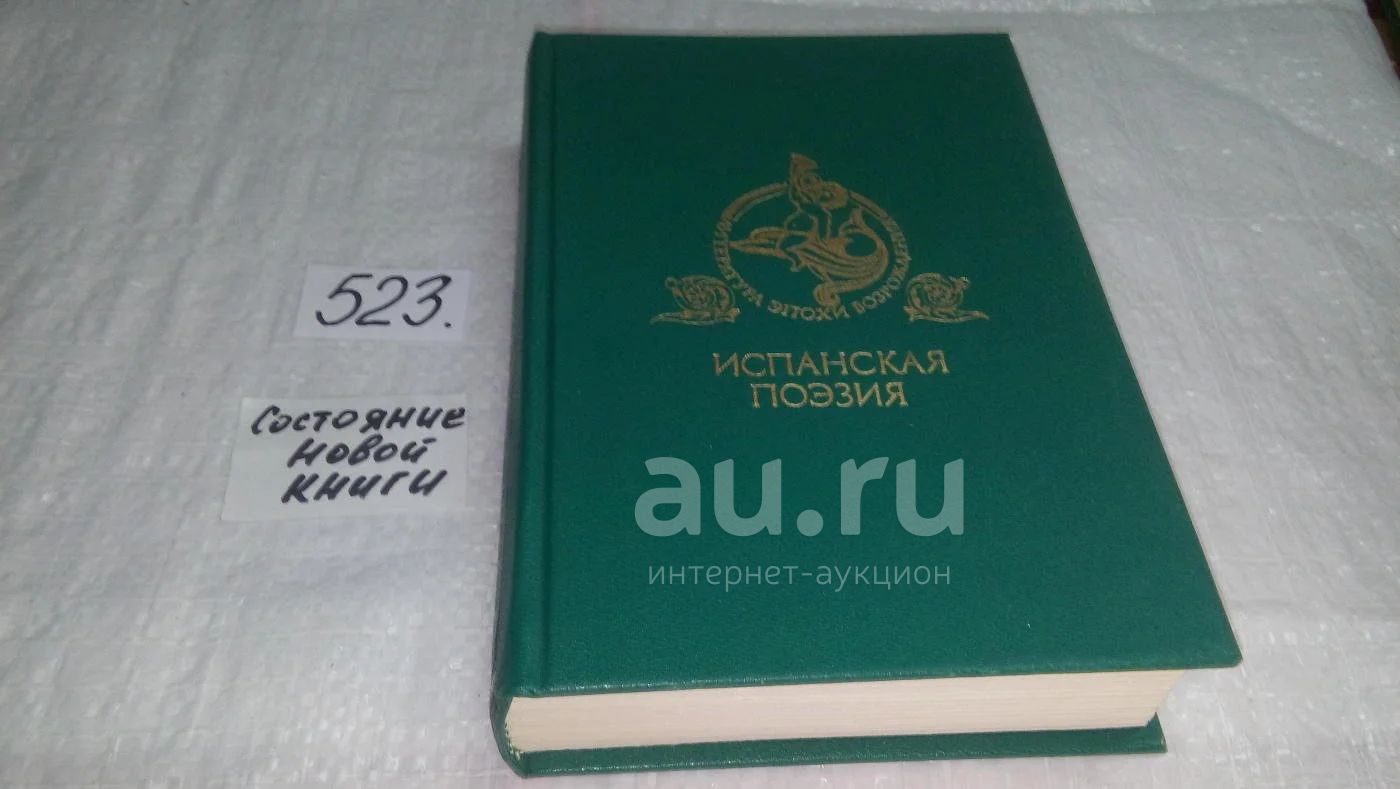 523.
Состояние
новой
книги
ЛИТЕРАТУРА ЭПОХИ ВОЗРОЖДЕНИЯ
ИСПАНСКАЯ
ПОЭЗИЯ
au.ru
интернет-аукцион